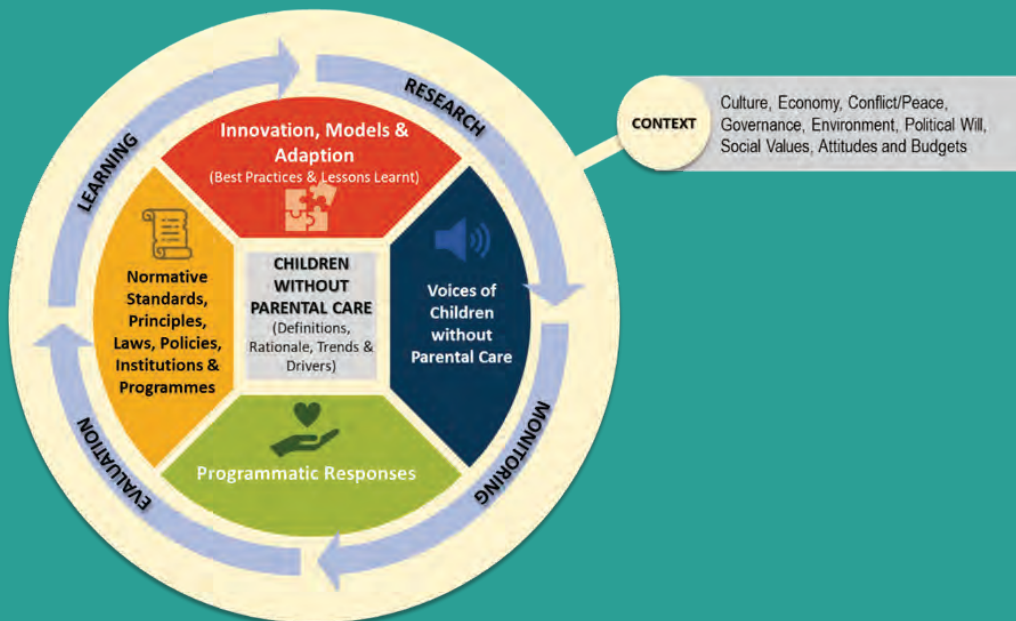 RESEARCH
LEARNING
Innovation, Models &
Adaption
(Best Practices & Lessons Learnt)
CONTEXT
Culture, Economy, Conflict/Peace,
Governance, Environment, Political Will,
Social Values, Attitudes and Budgets
Normative
Standards,
Principles,
Laws, Policies,
Institutions &
Programmes
CHILDREN
WITHOUT
PARENTAL CARE
(Definitions,
Rationale, Trends &
Drivers)
Voices of
Children
without
Parental Care
Programmatic Responses
EVALUATION
MONITORING